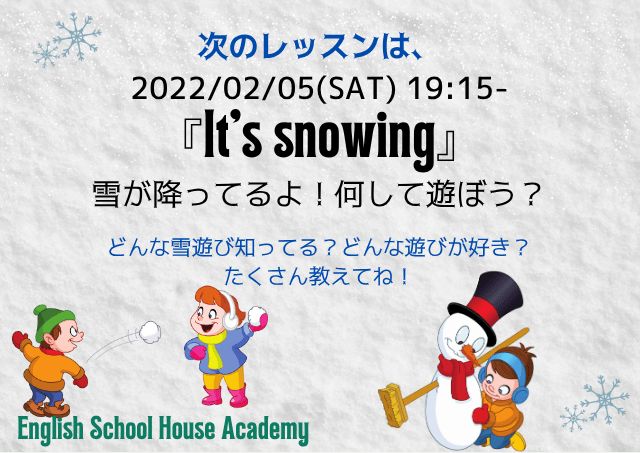 次のレッスンは、
2022/02/05(SAT) 19:15-
『It's snowing』
雪が降ってるよ！何して遊ぼう？
どんな雪遊び知ってる？どんな遊びが好き？
たくさん教えてね！
English School House Academy